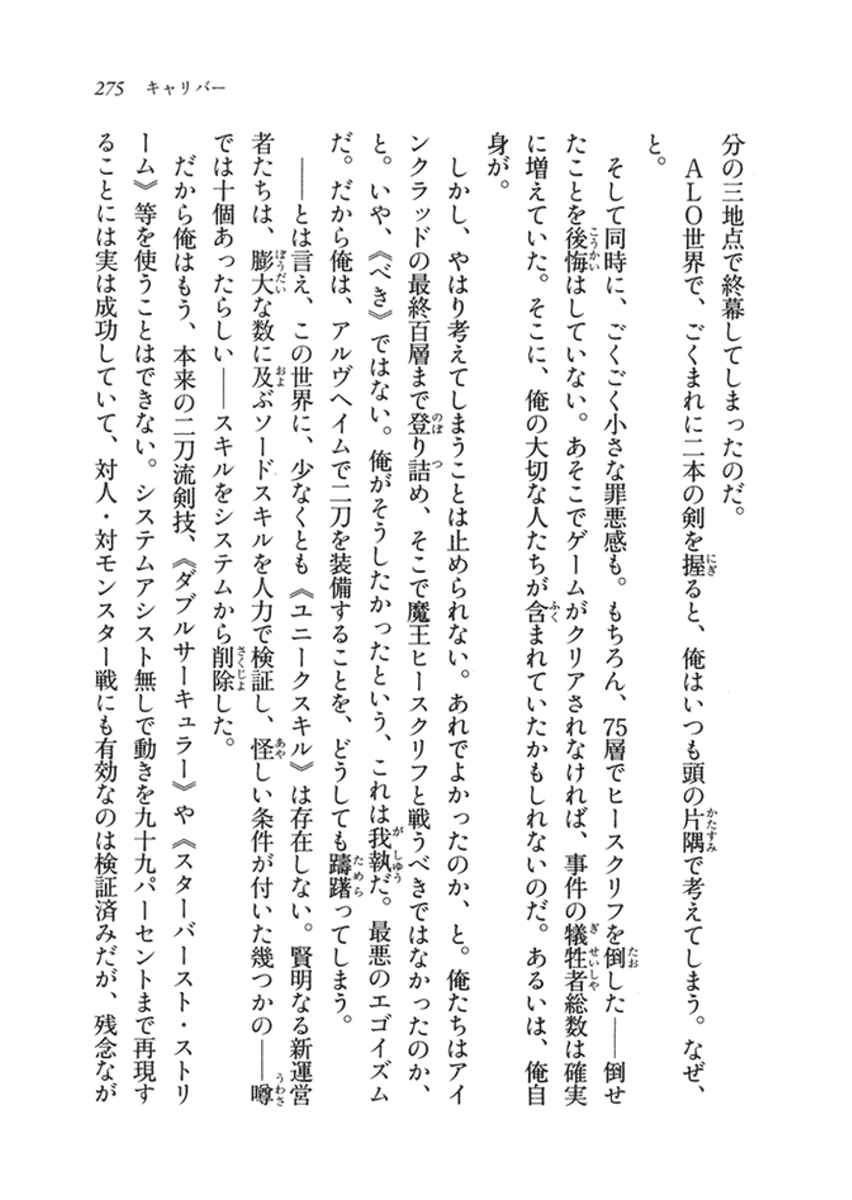 275 キャリバー
分の三地点で終幕してしまったのだ。
　ALO世界で、ごくまれに二本の剣を握ると、俺はいつも頭の片隅で考えてしまう。なぜ、
と。
　そして同時に、ごくごく小さな罪悪感も。もちろん、75層でヒースクリフを倒した――倒せ
たことを後悔はしていない。あそこでゲームがクリアされなければ、事件の犠牲者総数は確実
に増えていた。そこに、俺の大切な人たちが含まれていたかもしれないのだ。あるいは、俺自
身が。
　しかし、やはり考えてしまうことは止められない。あれでよかったのか、と。俺たちはアイ
ンクラッドの最終百層まで登り詰め、そこで魔王ヒースクリフと戦うべきではなかったのか、
と。いや、《べき》ではない。俺がそうしたかったという、これは我執だ。最悪のエゴイズム
だ。だから俺は、アルヴヘイムで二刀を装備することを、どうしても躊躇ってしまう。
　――とは言え、この世界に、少なくとも《ユニークスキル》は存在しない。賢明なる新運営
者たちは、膨大な数に及ぶソードスキルを人力で検証し、怪しい条件が付いた幾つかの――噂
では十個あったらしい――スキルをシステムから削除した。
　だから俺はもう、本来の二刀流剣技、《ダブルサーキュラー》や《スターバースト・ストリ
ーム》等を使うことはできない。システムアシスト無しで動きを九十九パーセントまで再現す
ることには実は成功していて、対人・対モンスター戦にも有効なのは検証済みだが、残念なが